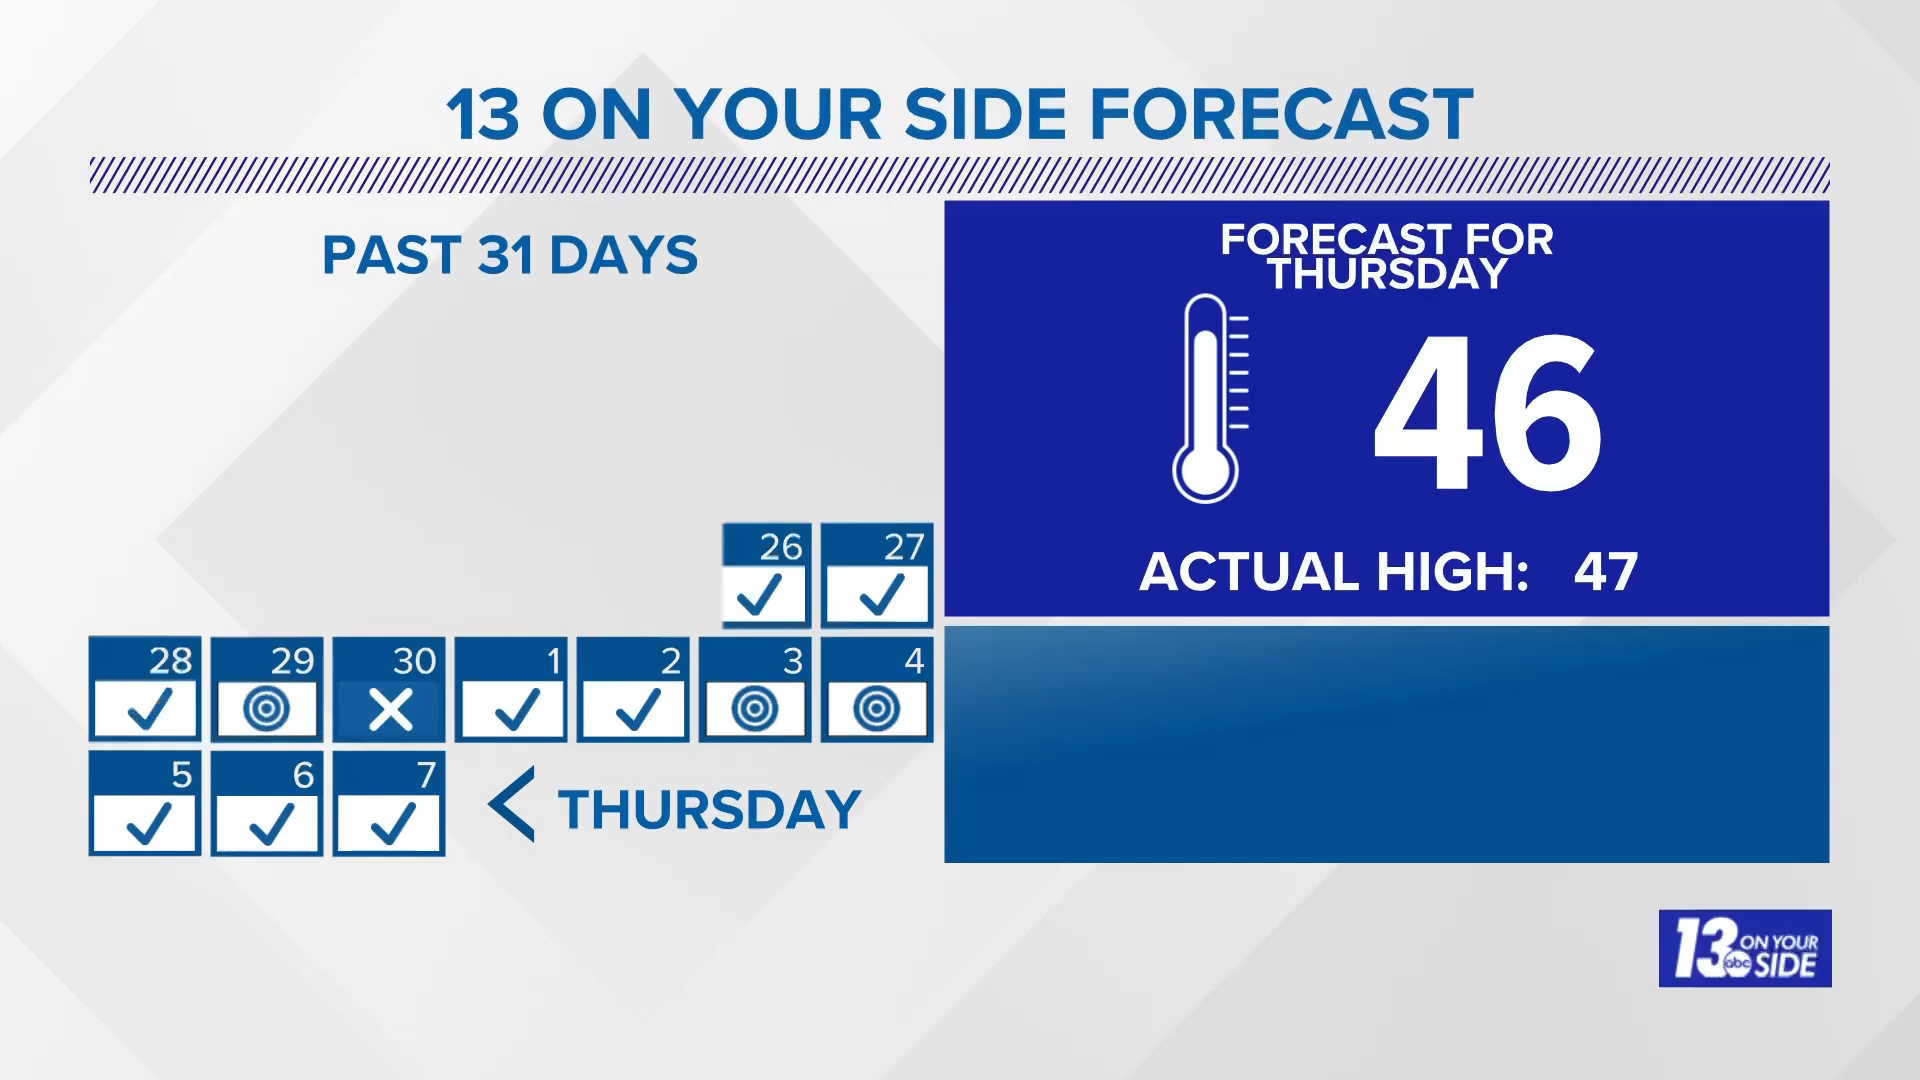 13 ON YOUR SIDE FORECAST
PAST 31 DAYS
26 27
28 29 30 1 2 3 4
5 6 7
THURSDAY
FORECAST FOR
THURSDAY
46
ACTUAL HIGH: 47
13 ON YOUR
abc SIDE